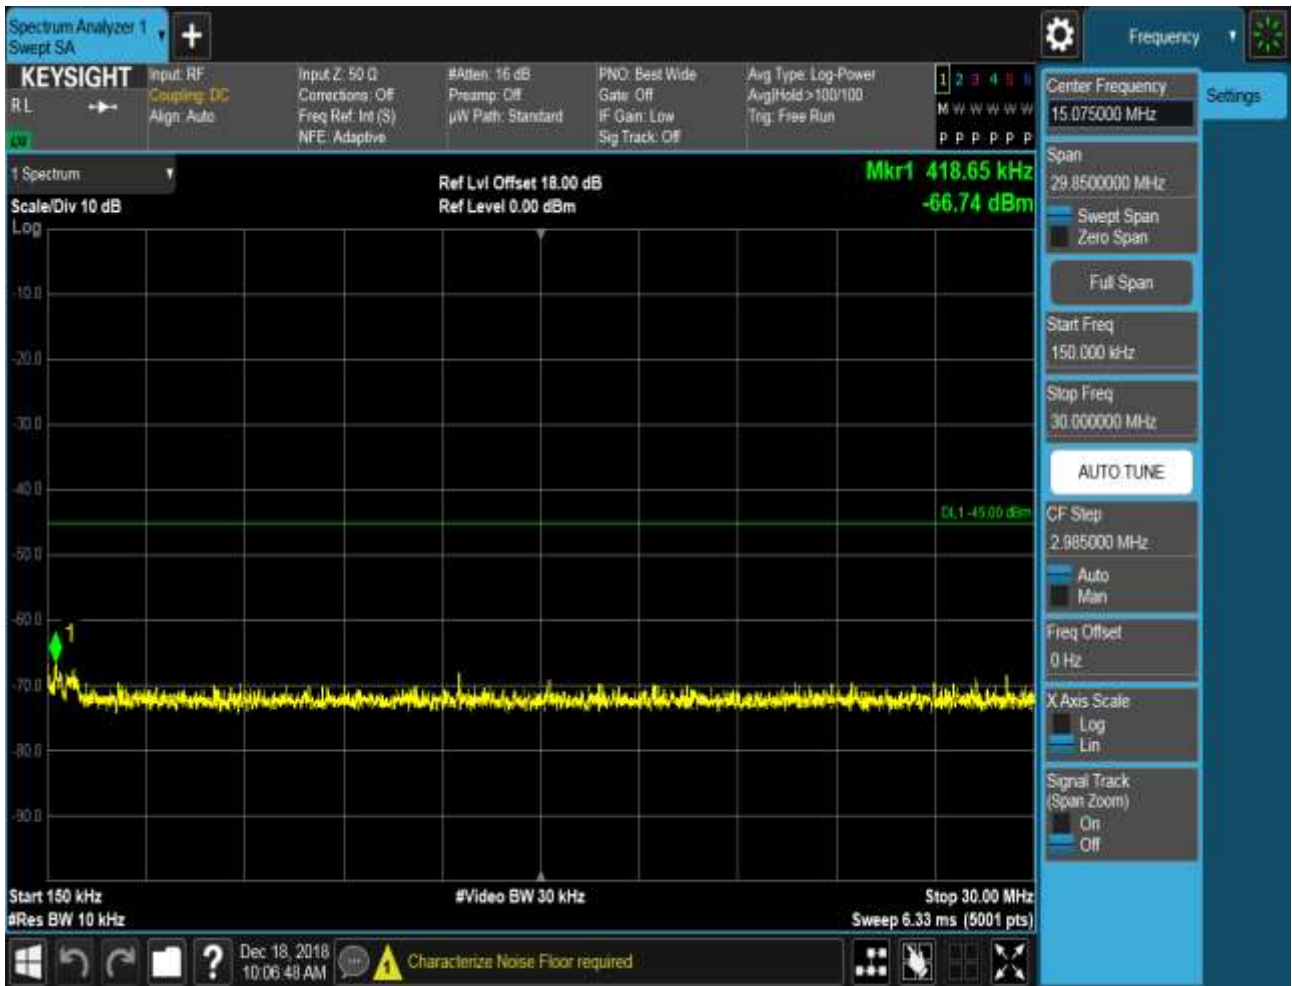 Spectrum Analyzer 1
Swept SA
+
Frequency
KEYSIGHT
Input: RF
Coupling: DC
Align: Auto
Input Z: 50 Ω
Corrections: Off
Freq Ref: Int (S)
NFE: Adaptive
#Atten: 16 dB
Preamp: Off
µW Path: Standard
PNO: Best Wide
Gate: Off
IF Gain: Low
Sig Track: Off
Avg Type: Log-Power
Avg|Hold >100/100
Trig: Free Run
1 2 3 4 5 6
M W W W W W
P P P P P P
R L
1 Spectrum
Scale/Div 10 dB
Log
Ref Lvl Offset 18.00 dB
Ref Level 0.00 dBm
Mkr1 418.65 kHz
-66.74 dBm
-10.0
-20.0
-30.0
-40.0
DL1 -45.00 dBm
-50.0
-60.0
1
-70.0
-80.0
-90.0
Start 150 kHz
#Res BW 10 kHz
#Video BW 30 kHz
Stop 30.00 MHz
Sweep 6.33 ms (5001 pts)
Center Frequency
15.075000 MHz
Span
29.8500000 MHz
Swept Span
Zero Span
Full Span
Start Freq
150.000 kHz
Stop Freq
30.000000 MHz
AUTO TUNE
CF Step
2.985000 MHz
Auto
Man
Freq Offset
0 Hz
X Axis Scale
Log
Lin
Signal Track
(Span Zoom)
On
Off
Settings
?
Dec 18, 2018
10:06:48 AM
1
Characterize Noise Floor required